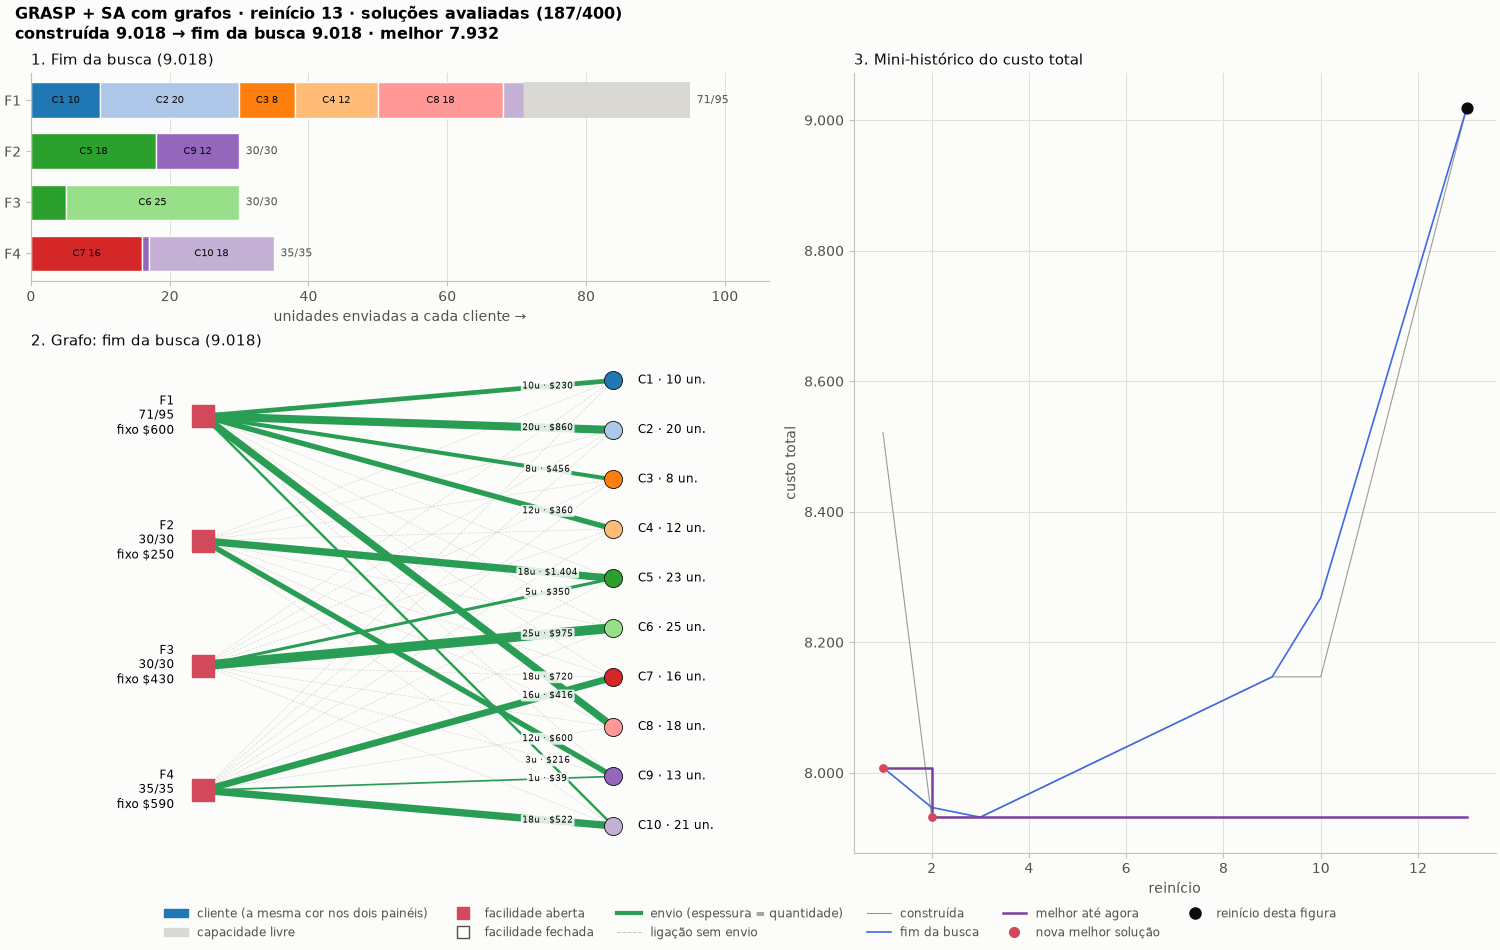 GRASP + SA com grafos · reinício 13 · soluções avaliadas (187/400)
construída 9.018 → fim da busca 9.018 · melhor 7.932
1. Fim da busca (9.018)
F1
C1 10
C2 20
C3 8
C4 12
C8 18
71/95
F2
C5 18
C9 12
30/30
F3
C6 25
30/30
F4
C7 16
C10 18
35/35
0
20
40
60
80
100
unidades enviadas a cada cliente →
2. Grafo: fim da busca (9.018)
F1
71/95
fixo $600
F2
30/30
fixo $250
F3
30/30
fixo $430
F4
35/35
fixo $590
10u · $230
20u · $860
8u · $456
12u · $360
18u · $1.404
5u · $350
25u · $975
18u · $720
16u · $416
12u · $600
3u · $216
1u · $39
18u · $522
C1 · 10 un.
C2 · 20 un.
C3 · 8 un.
C4 · 12 un.
C5 · 23 un.
C6 · 25 un.
C7 · 16 un.
C8 · 18 un.
C9 · 13 un.
C10 · 21 un.
3. Mini-histórico do custo total
9.000
8.800
8.600
8.400
8.200
8.000
custo total
2
4
6
8
10
12
reinício
cliente (a mesma cor nos dois painéis)
capacidade livre
facilidade aberta
facilidade fechada
envio (espessura = quantidade)
ligação sem envio
construída
fim da busca
melhor até agora
nova melhor solução
reinício desta figura